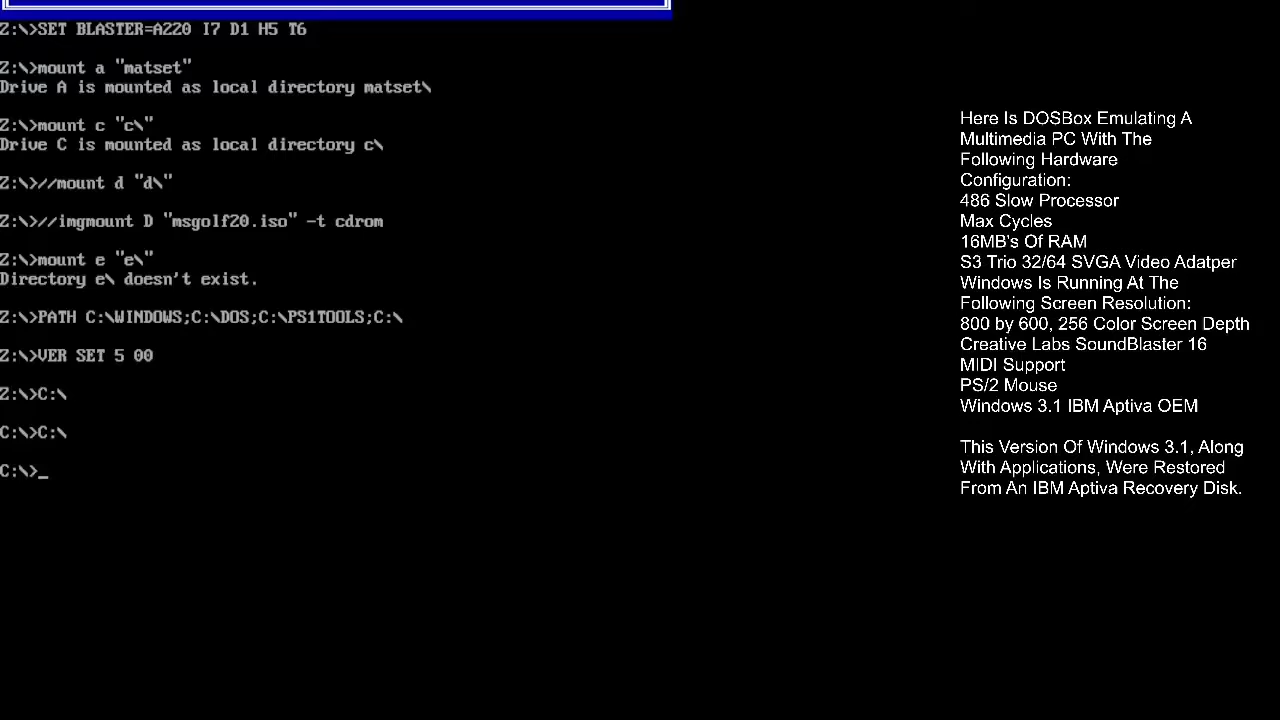 Z:\>SET BLASTER=A220 I7 D1 H5 T6
Z:\>mount a "matset"
Drive A is mounted as local directory matset\
Z:\>mount c "c\"
Drive C is mounted as local directory c\
Z:\>//mount d "d\"
Z:\>//imgmount D "msgolf20.iso" -t cdrom
Z:\>mount e "e\"
Directory e\ doesn't exist.
Z:\>PATH C:\WINDOWS;C:\DOS;C:\PS1TOOLS;C:\
Z:\>VER SET 5 00
Z:\>C:\
C:\>C:\
C:\>_
Here Is DOSBox Emulating A
Multimedia PC With The
Following Hardware
Configuration:
486 Slow Processor
Max Cycles
16MB's Of RAM
S3 Trio 32/64 SVGA Video Adatper
Windows Is Running At The
Following Screen Resolution:
800 by 600, 256 Color Screen Depth
Creative Labs SoundBlaster 16
MIDI Support
PS/2 Mouse
Windows 3.1 IBM Aptiva OEM
This Version Of Windows 3.1, Along
With Applications, Were Restored
From An IBM Aptiva Recovery Disk.